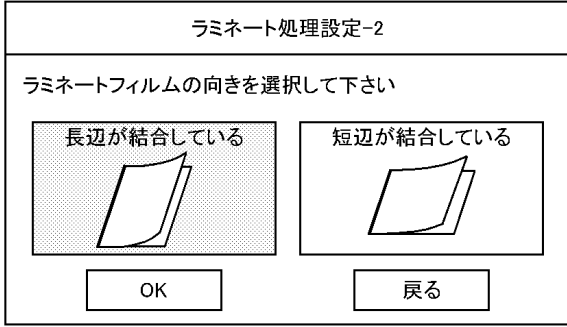 ラミネート処理設定-2
ラミネートフィルムの向きを選択して下さい
長辺が結合している
短辺が結合している
OK
戻る